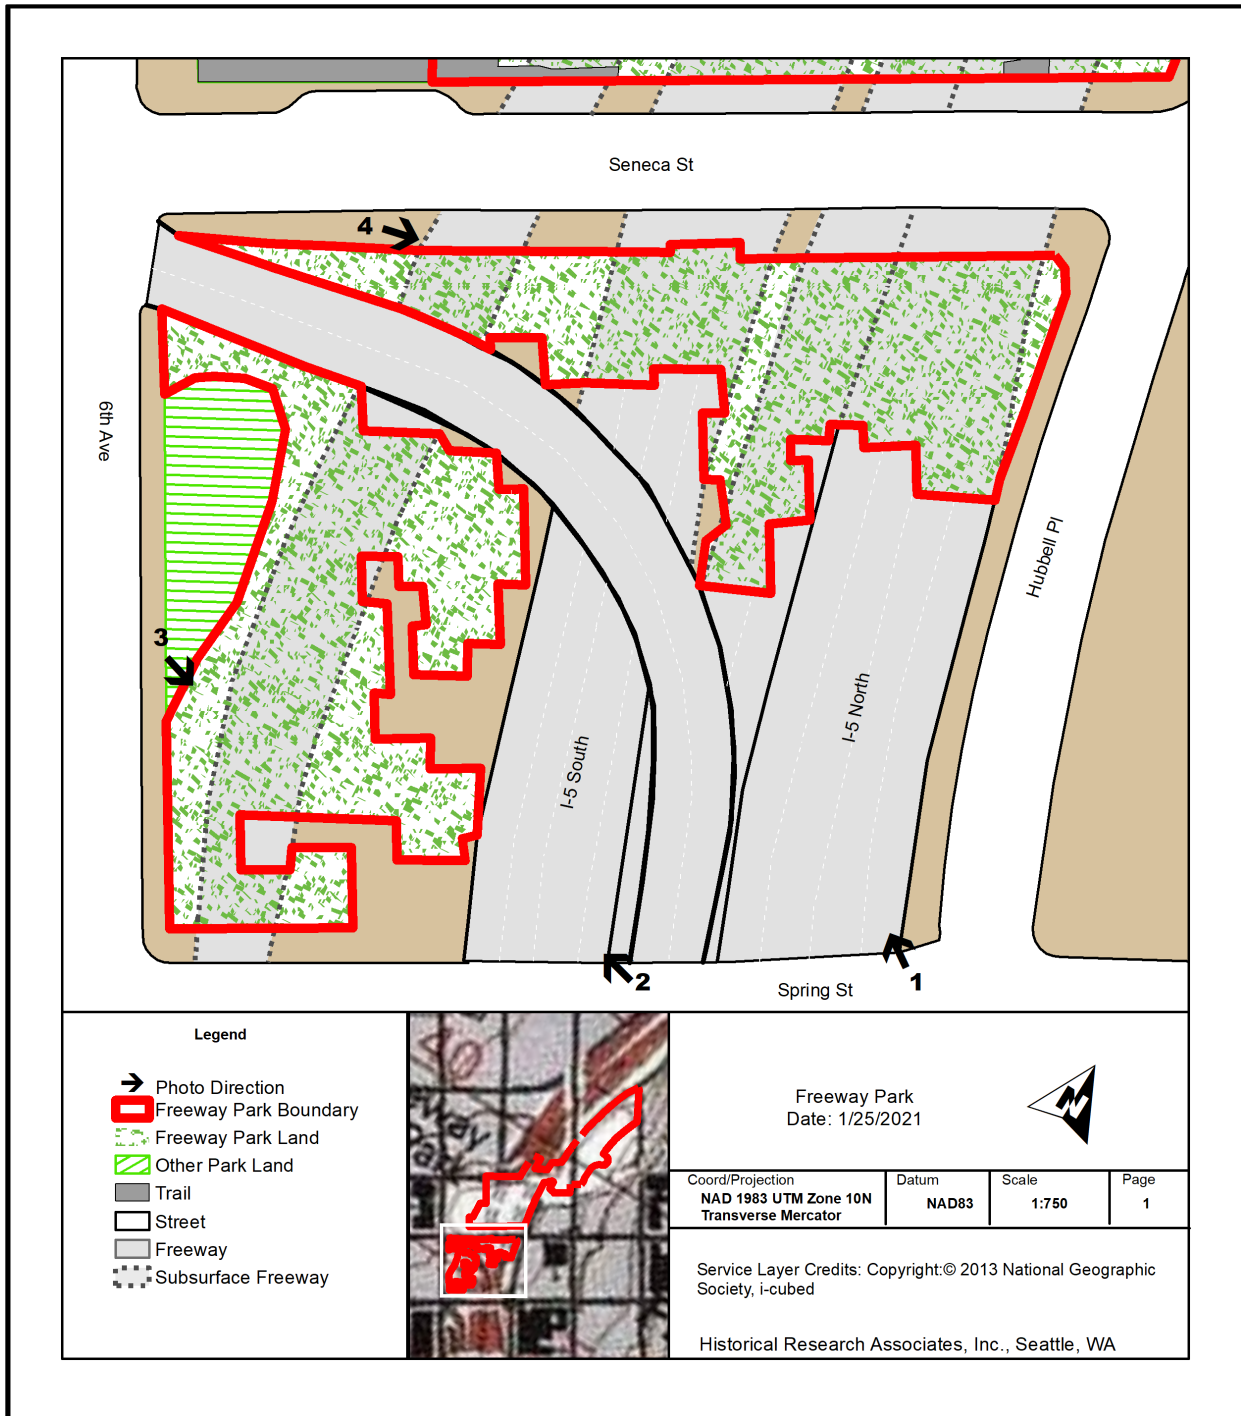 Seneca St
4
6th Ave
Hubbell Pl
3
I-5 North
I-5 South
2
1
Spring St
Legend
Photo Direction
Freeway Park Boundary
Freeway Park Land
Other Park Land
Trail
Street
Freeway
Subsurface Freeway
Freeway Park
Date: 1/25/2021
N
Coord/Projection
NAD 1983 UTM Zone 10N
Transverse Mercator
Datum
NAD83
Scale
1:750
Page
1
Service Layer Credits: Copyright:© 2013 National Geographic
Society, i-cubed
Historical Research Associates, Inc., Seattle, WA